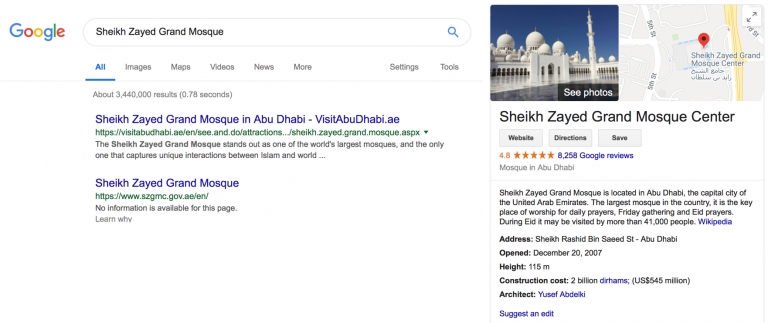 Google
Sheikh Zayed Grand Mosque
All Images Maps Videos News More Settings Tools
About 3,440,000 results (0.78 seconds)
Sheikh Zayed Grand Mosque in Abu Dhabi - VisitAbuDhabi.ae
https://visitabudhabi.ae/en/see.and.do/attractions.../sheikh.zayed.grand.mosque.aspx
The Sheikh Zayed Grand Mosque stands out as one of the world's largest mosques, and the only
one that captures unique interactions between Islam and world ...
Sheikh Zayed Grand Mosque
https://www.szgmc.gov.ae/en/
No information is available for this page.
Learn why
See photos
5th St
5th St
Sheikh Zayed Grand
Mosque Center
جامع الشيخ
زايد بن سلطان
Sheikh Zayed Grand Mosque Center
Website Directions Save
4.8 ★★★★★ 8,258 Google reviews
Mosque in Abu Dhabi
Sheikh Zayed Grand Mosque is located in Abu Dhabi, the capital city of
the United Arab Emirates. The largest mosque in the country, it is the key
place of worship for daily prayers, Friday gathering and Eid prayers.
During Eid it may be visited by more than 41,000 people. Wikipedia
Address: Sheikh Rashid Bin Saeed St - Abu Dhabi
Opened: December 20, 2007
Height: 115 m
Construction cost: 2 billion dirhams; (US$545 million)
Architect: Yusef Abdelki
Suggest an edit